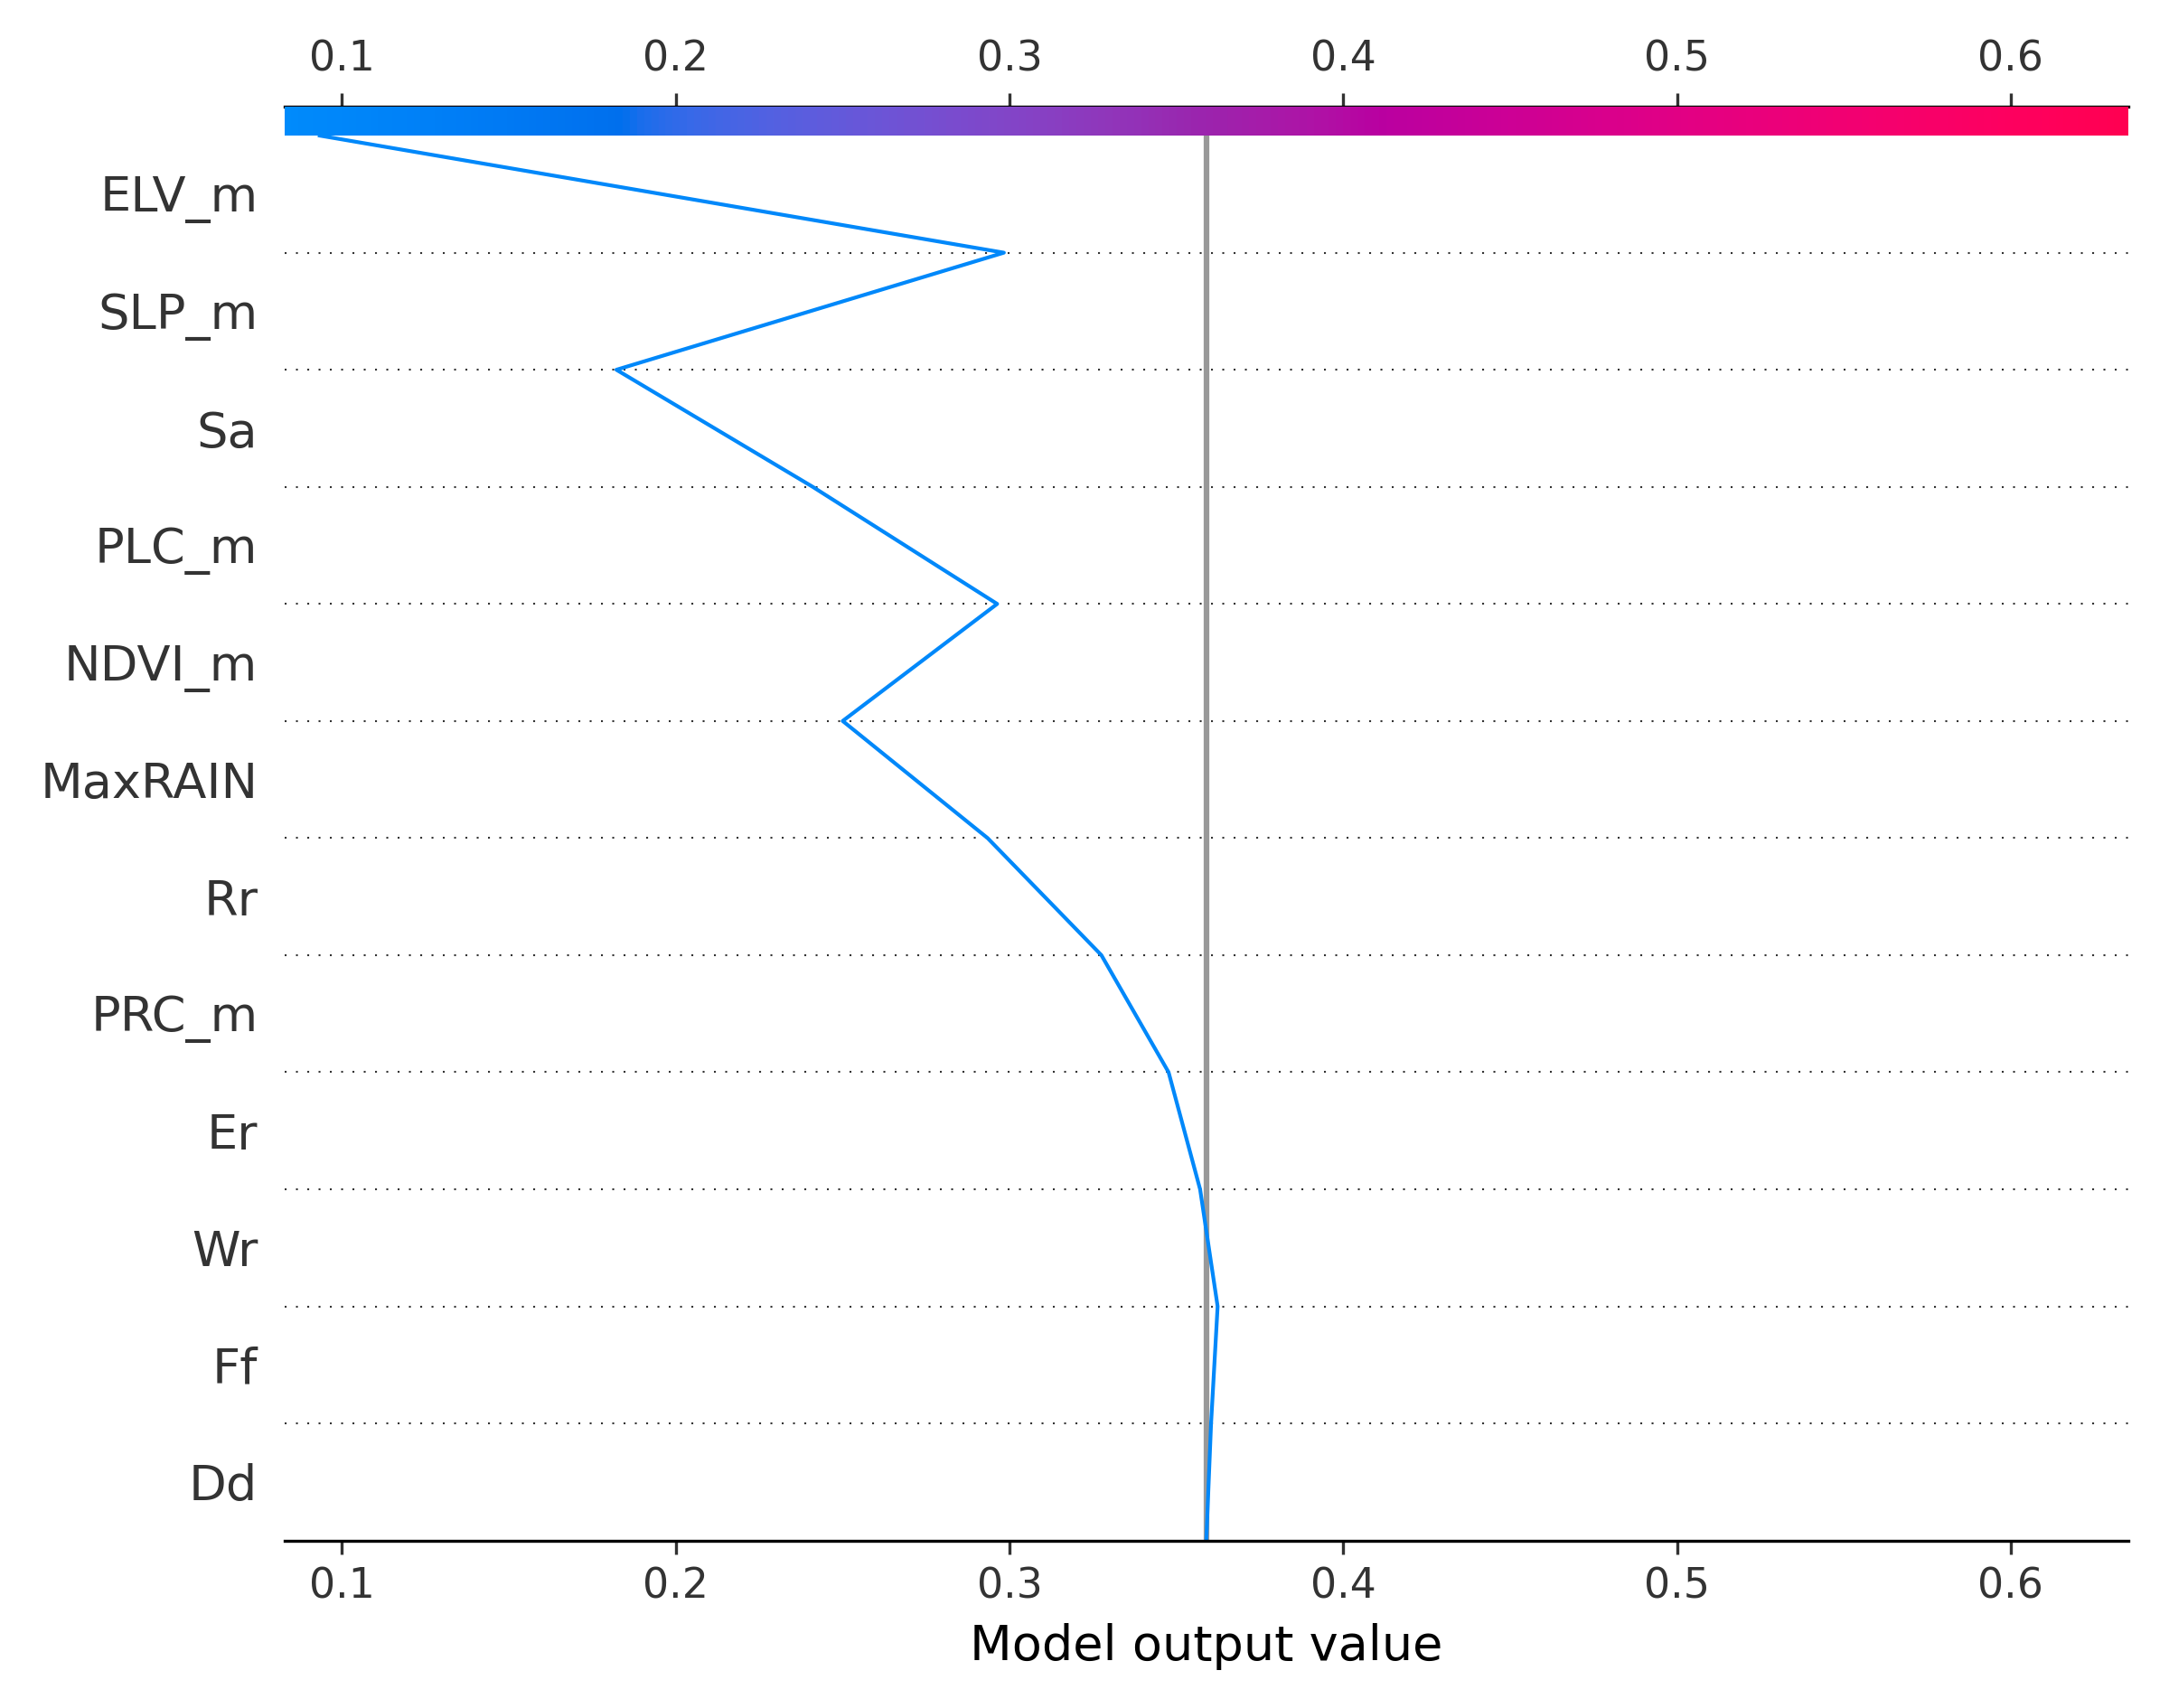 0.1 0.2 0.3 0.4 0.5 0.6
ELV_m
SLP_m
Sa
PLC_m
NDVI_m
MaxRAIN
Rr
PRC_m
Er
Wr
Ff
Dd
0.1 0.2 0.3 0.4 0.5 0.6
Model output value